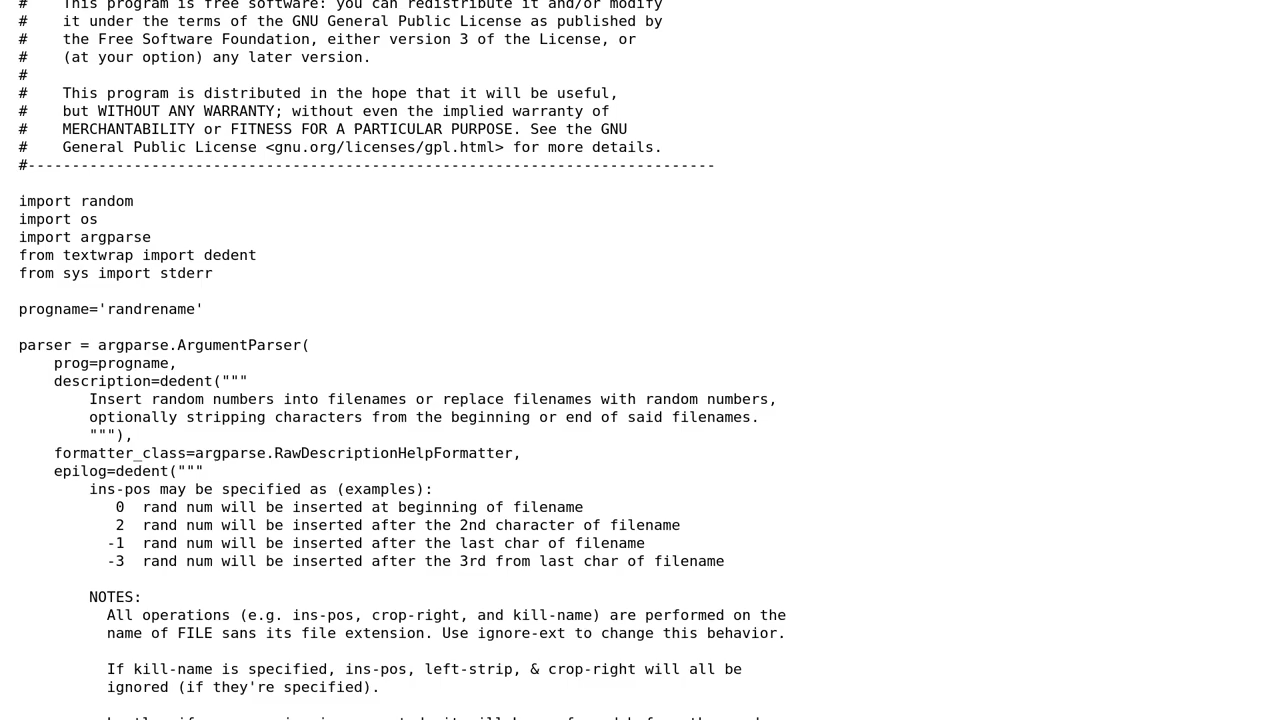 #    This program is free software: you can redistribute it and/or modify
#    it under the terms of the GNU General Public License as published by
#    the Free Software Foundation, either version 3 of the License, or
#    (at your option) any later version.
#
#    This program is distributed in the hope that it will be useful,
#    but WITHOUT ANY WARRANTY; without even the implied warranty of
#    MERCHANTABILITY or FITNESS FOR A PARTICULAR PURPOSE. See the GNU
#    General Public License <gnu.org/licenses/gpl.html> for more details.
#------------------------------------------------------------------------------

import random
import os
import argparse
from textwrap import dedent
from sys import stderr

progname='randrename'

parser = argparse.ArgumentParser(
    prog=progname,
    description=dedent("""
        Insert random numbers into filenames or replace filenames with random numbers,
        optionally stripping characters from the beginning or end of said filenames.
        """),
    formatter_class=argparse.RawDescriptionHelpFormatter,
    epilog=dedent("""
        ins-pos may be specified as (examples):
           0  rand num will be inserted at beginning of filename
           2  rand num will be inserted after the 2nd character of filename
          -1  rand num will be inserted after the last char of filename
          -3  rand num will be inserted after the 3rd from last char of filename

        NOTES:
          All operations (e.g. ins-pos, crop-right, and kill-name) are performed on the
          name of FILE sans its file extension. Use ignore-ext to change this behavior.

          If kill-name is specified, ins-pos, left-strip, & crop-right will all be
          ignored (if they're specified).